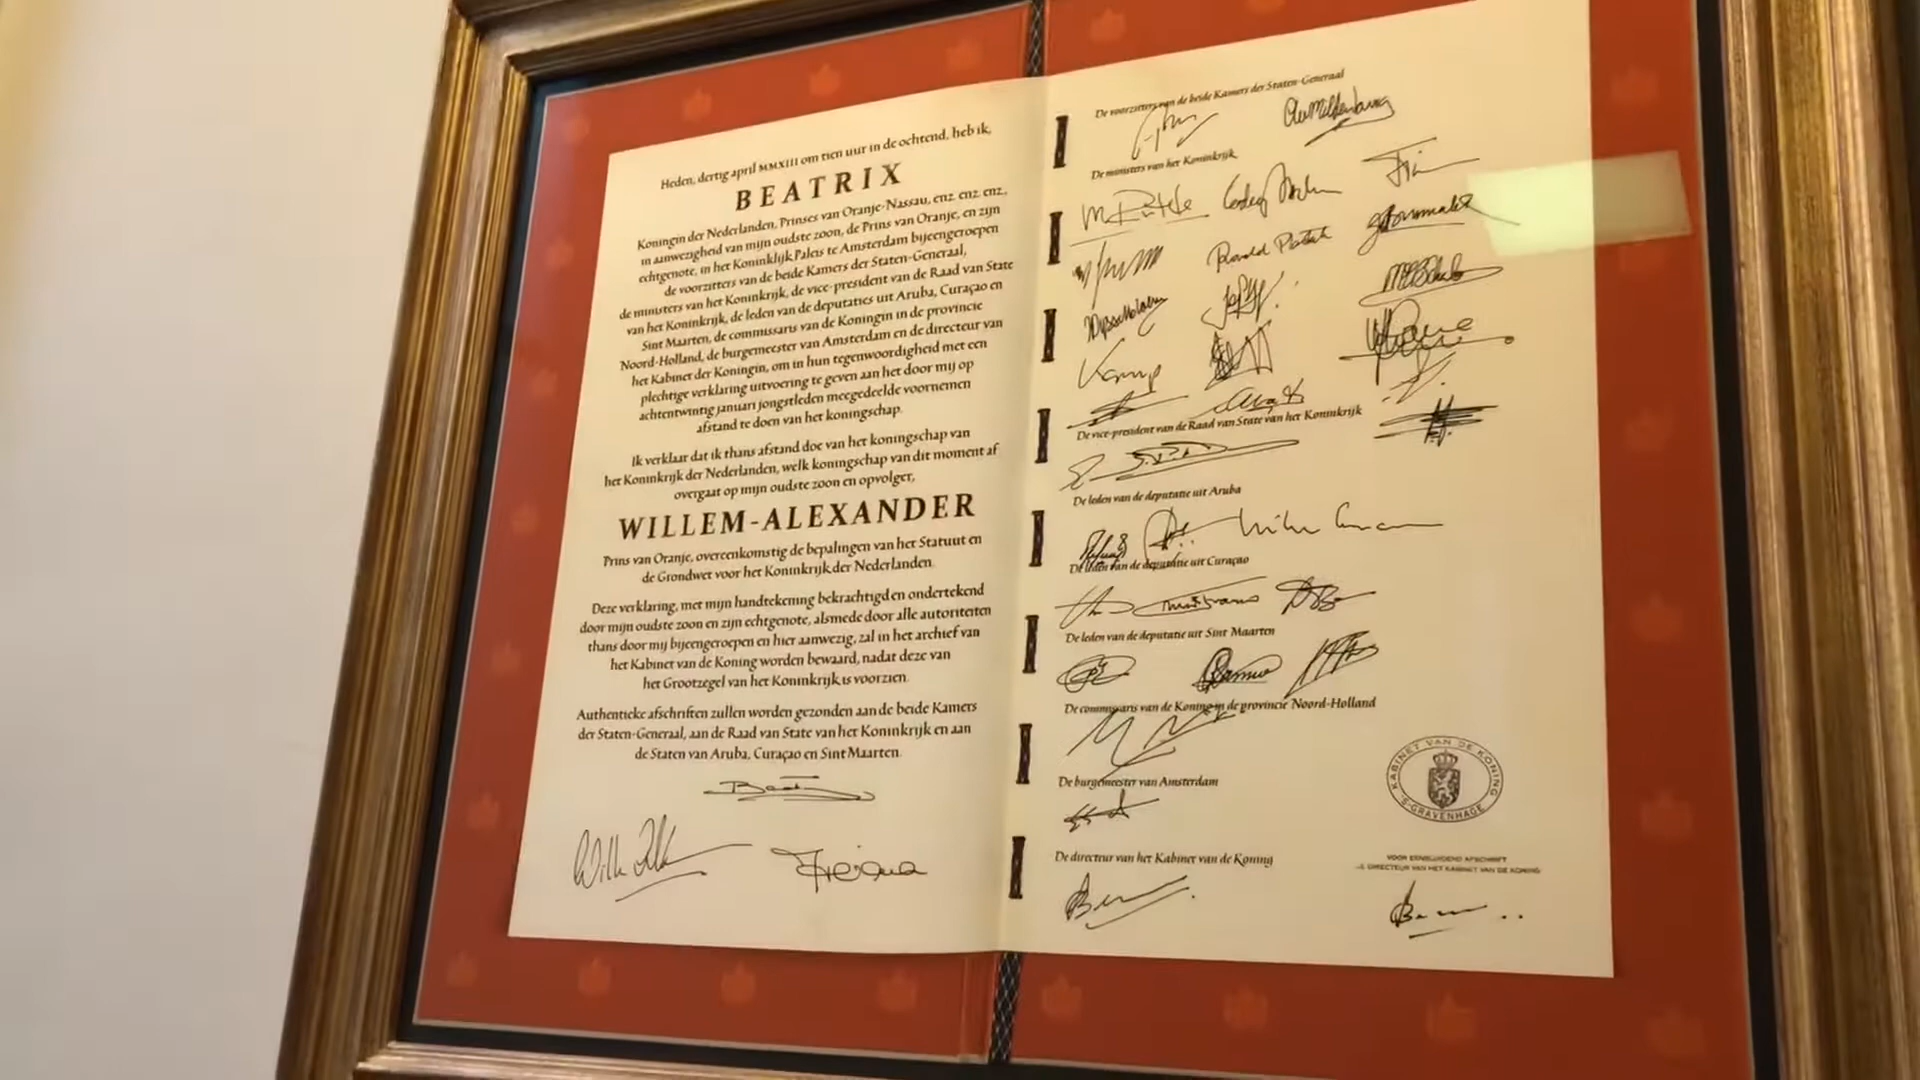 Heden, dertig april MMXIII om tien uur in de ochtend, heb ik,
BEATRIX
Koningin der Nederlanden, Prinses van Oranje-Nassau, enz. enz. enz.,
in aanwezigheid van mijn oudste zoon, de Prins van Oranje, en zijn
echtgenote, in het Koninklijk Paleis te Amsterdam bijeengeroepen
de voorzitters van de beide Kamers der Staten-Generaal,
de ministers van het Koninkrijk, de vice-president van de Raad van State
van het Koninkrijk, de leden van de deputaties uit Aruba, Curaçao en
Sint Maarten, de commissaris van de Koningin in de provincie
Noord-Holland, de burgemeester van Amsterdam en de directeur van
het Kabinet der Koningin, om in hun tegenwoordigheid met een
plechtige verklaring uitvoering te geven aan het door mij op
achtentwintig januari jongstleden meegedeelde voornemen
afstand te doen van het koningschap.
Ik verklaar dat ik thans afstand doe van het koningschap van
het Koninkrijk der Nederlanden, welk koningschap van dit moment af
overgaat op mijn oudste zoon en opvolger,
WILLEM-ALEXANDER
Prins van Oranje, overeenkomstig de bepalingen van het Statuut en
de Grondwet voor het Koninkrijk der Nederlanden.
Deze verklaring, met mijn handtekening bekrachtigd en ondertekend
door mijn oudste zoon en zijn echtgenote, alsmede door alle autoriteiten
thans door mij bijeengeroepen en hier aanwezig, zal in het archief van
het Kabinet van de Koning worden bewaard, nadat deze van
het Grootzegel van het Koninkrijk is voorzien.
Authentieke afschriften zullen worden gezonden aan de beide Kamers
der Staten-Generaal, aan de Raad van State van het Koninkrijk en aan
de Staten van Aruba, Curaçao en Sint Maarten.
De voorzitters van de beide Kamers der Staten-Generaal
De ministers van het Koninkrijk
De vice-president van de Raad van State van het Koninkrijk
De leden van de deputatie uit Aruba
De leden van de deputatie uit Curaçao
De leden van de deputatie uit Sint Maarten
De commissaris van de Koning in de provincie Noord-Holland
De burgemeester van Amsterdam
De directeur van het Kabinet van de Koning
KABINET VAN DE KONING
'S-GRAVENHAGE
VOOR EENSLUIDEND AFSCHRIFT
DIRECTEUR VAN HET KABINET VAN DE KONING